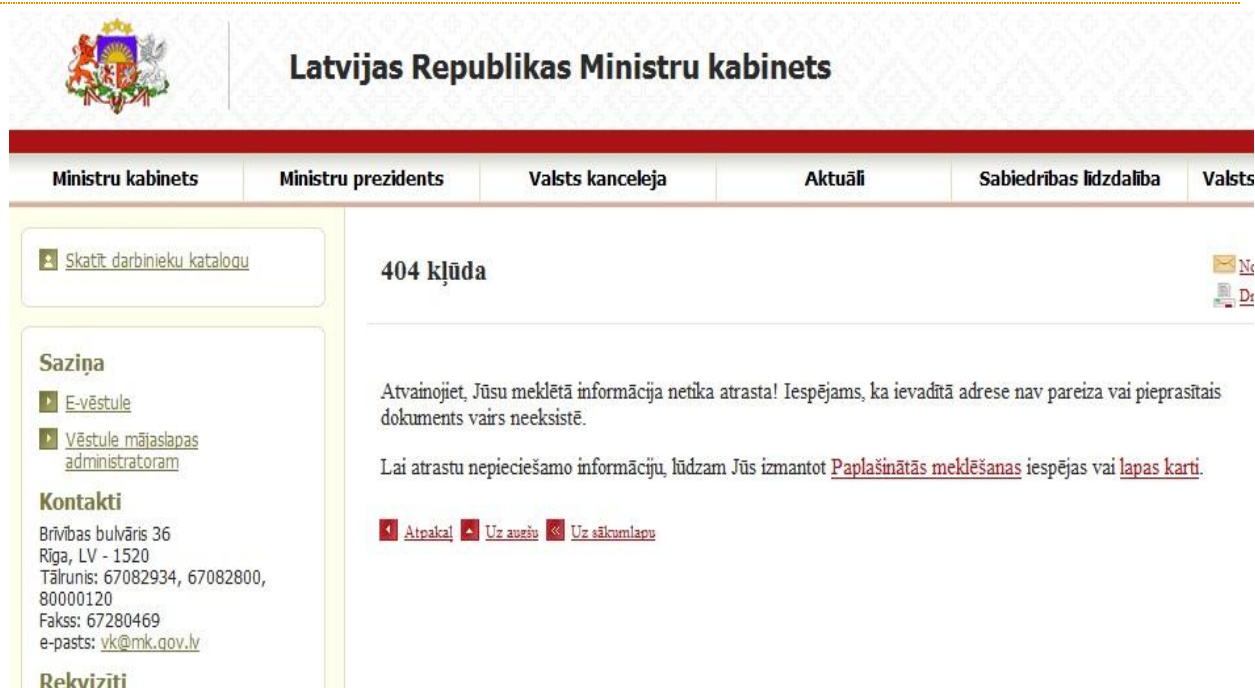 Latvijas Republikas Ministru kabinets
Ministru kabinets
Ministru prezidents
Valsts kanceleja
Aktuāli
Sabiedrības līdzdalība
Valsts
Skatīt darbinieku katalogu
Saziņa
E-vēstule
Vēstule mājaslapas
administratoram
Kontakti
Brīvības bulvāris 36
Rīga, LV - 1520
Tālrunis: 67082934, 67082800,
80000120
Fakss: 67280469
e-pasts: vk@mk.gov.lv
Rekvizīti
404 kļūda
No
Dr
Atvainojiet, Jūsu meklētā informācija netika atrasta! Iespējams, ka ievadītā adrese nav pareiza vai pieprasītais
dokuments vairs neeksistē.
Lai atrastu nepieciešamo informāciju, lūdzam Jūs izmantot Paplašinātās meklēšanas iespējas vai lapas karti.
Atpakaļ Uz augšu Uz sākumlapu